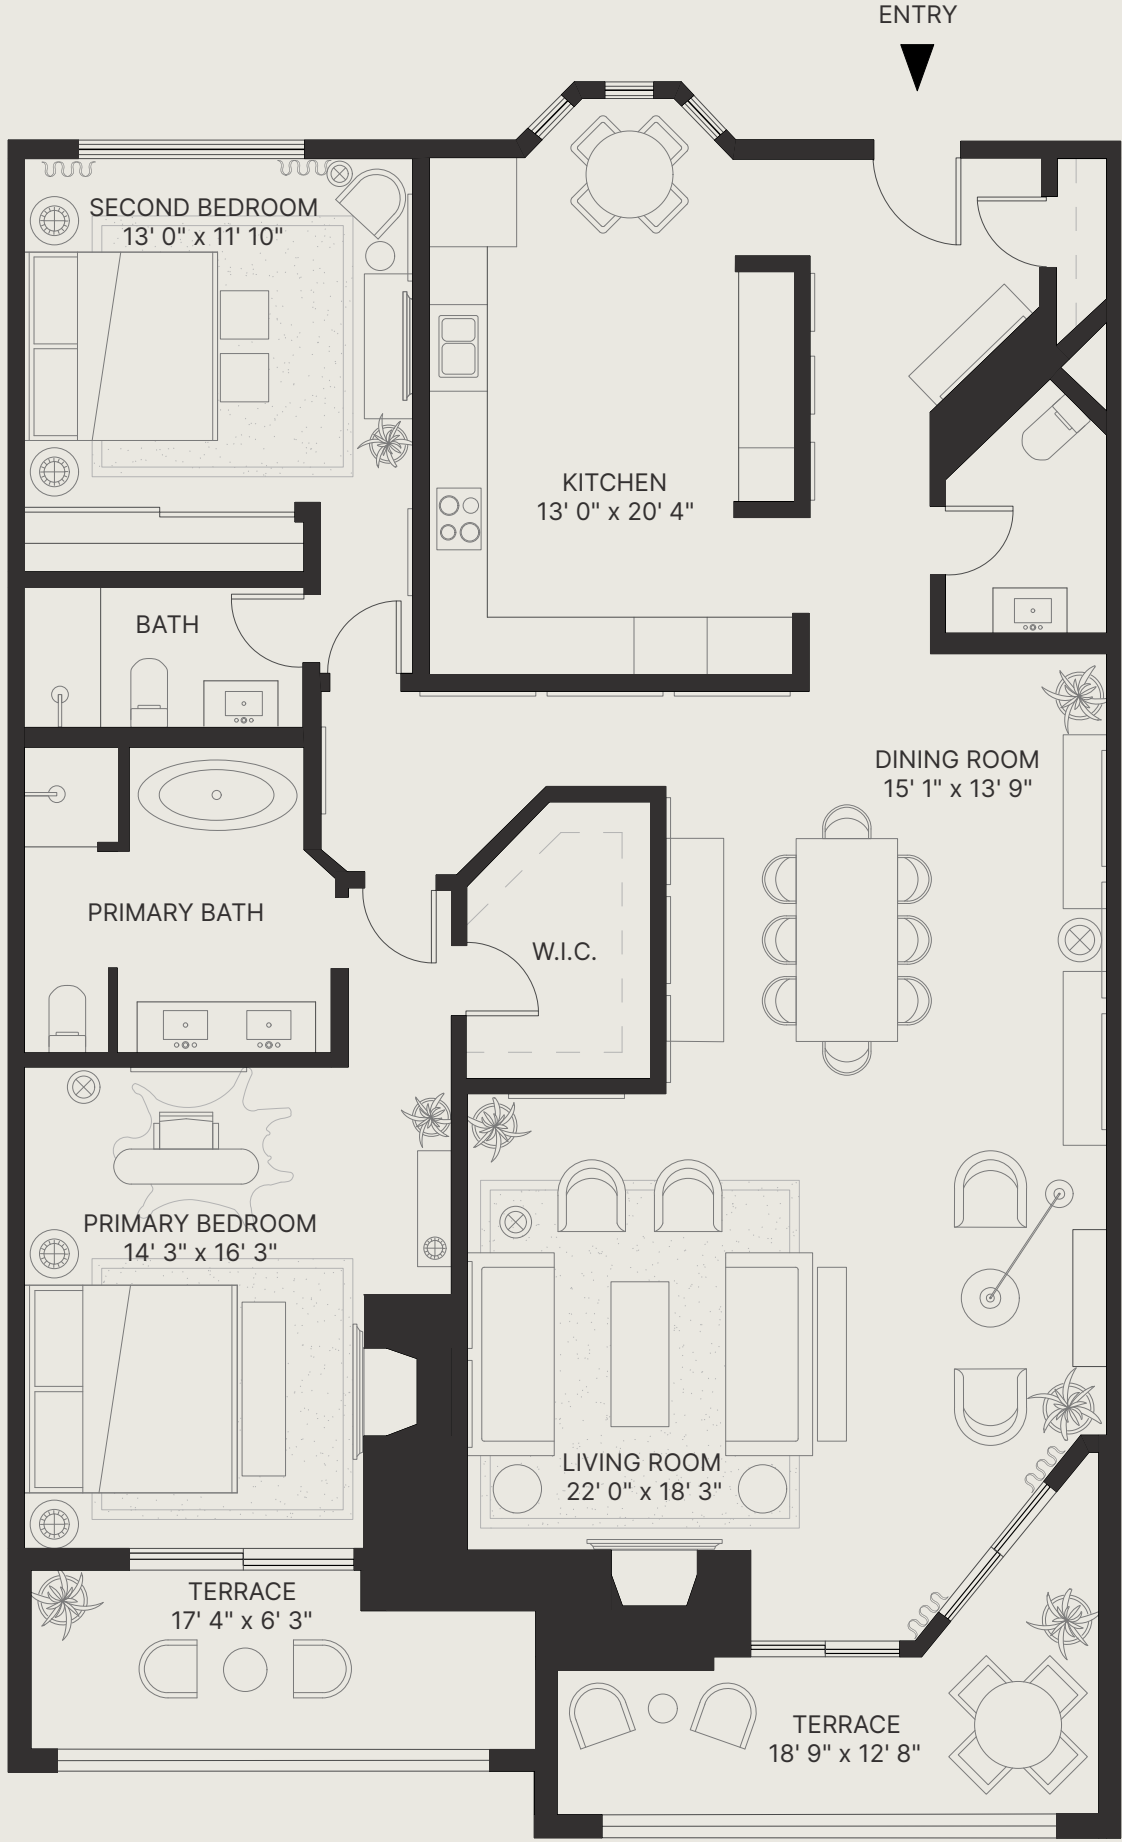 ENTRY
SECOND BEDROOM
13' 0" x 11' 10"
KITCHEN
13' 0" x 20' 4"
BATH
DINING ROOM
15' 1" x 13' 9"
PRIMARY BATH
W.I.C.
PRIMARY BEDROOM
14' 3" x 16' 3"
LIVING ROOM
22' 0" x 18' 3"
TERRACE
17' 4" x 6' 3"
TERRACE
18' 9" x 12' 8"